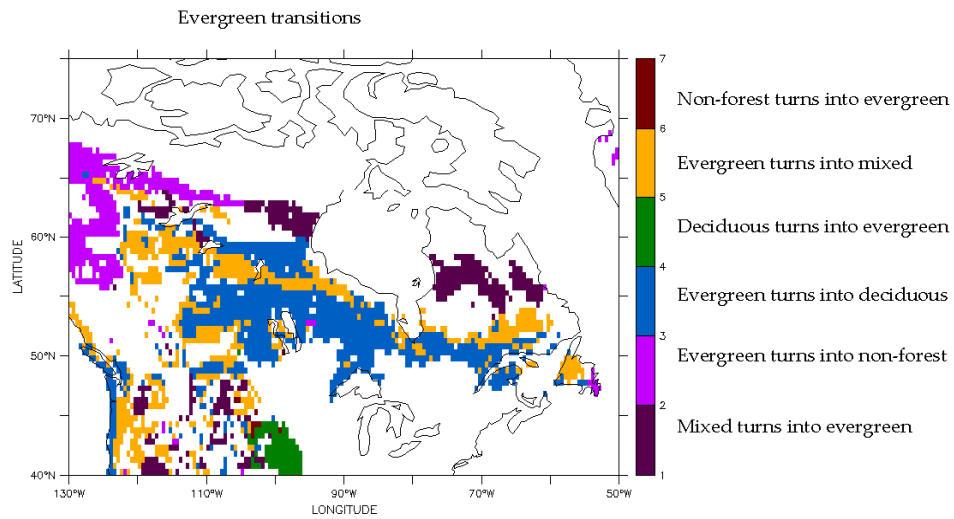 Evergreen transitions
70°N
60°N
50°N
40°N
LATITUDE
130°W
110°W
90°W
70°W
50°W
LONGITUDE
7
6
5
4
3
2
1
Non-forest turns into evergreen
Evergreen turns into mixed
Deciduous turns into evergreen
Evergreen turns into deciduous
Evergreen turns into non-forest
Mixed turns into evergreen